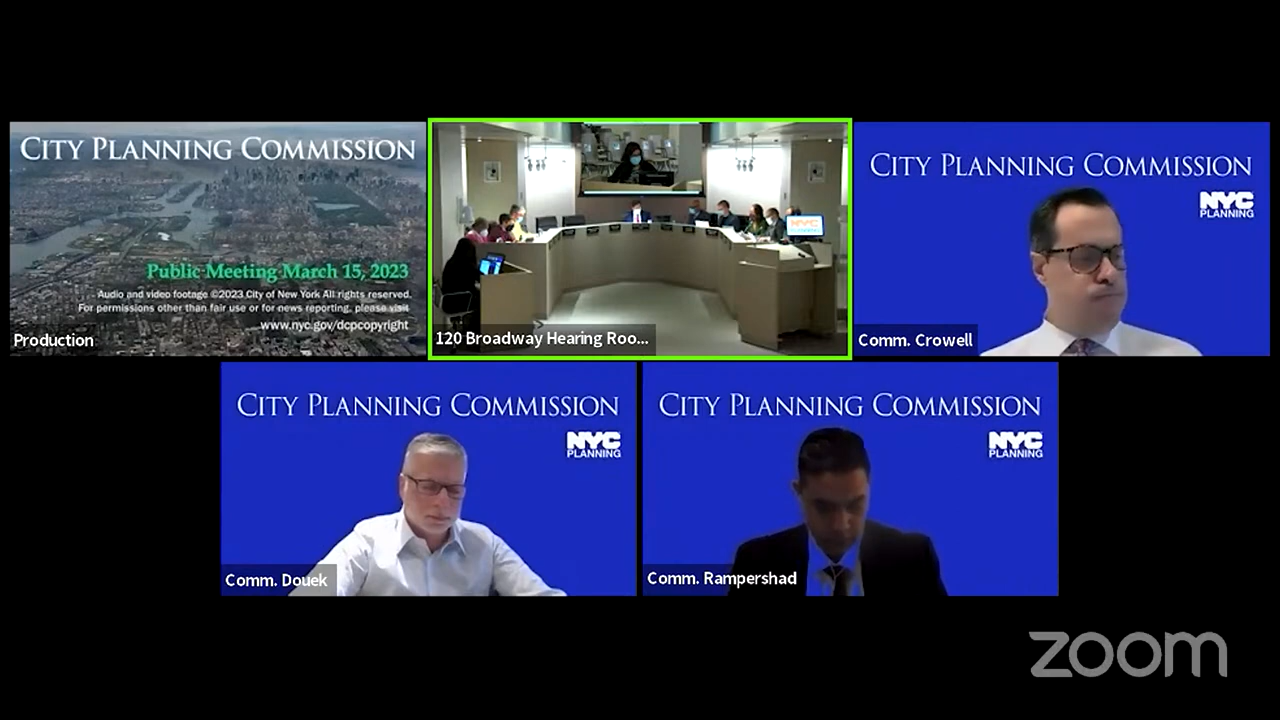 CITY PLANNING COMMISSION
Public Meeting March 15, 2023
Audio and video footage ©2023 City of New York All rights reserved.
For permissions other than fair use or for news reporting, please visit
www.nyc.gov/dcpcopyright
Production
NYC
120 Broadway Hearing Roo...
CITY PLANNING COMMISSION
NYC
PLANNING
Comm. Crowell
CITY PLANNING COMMISSION
NYC
PLANNING
Comm. Douek
CITY PLANNING COMMISSION
NYC
PLANNING
Comm. Rampershad
zoom